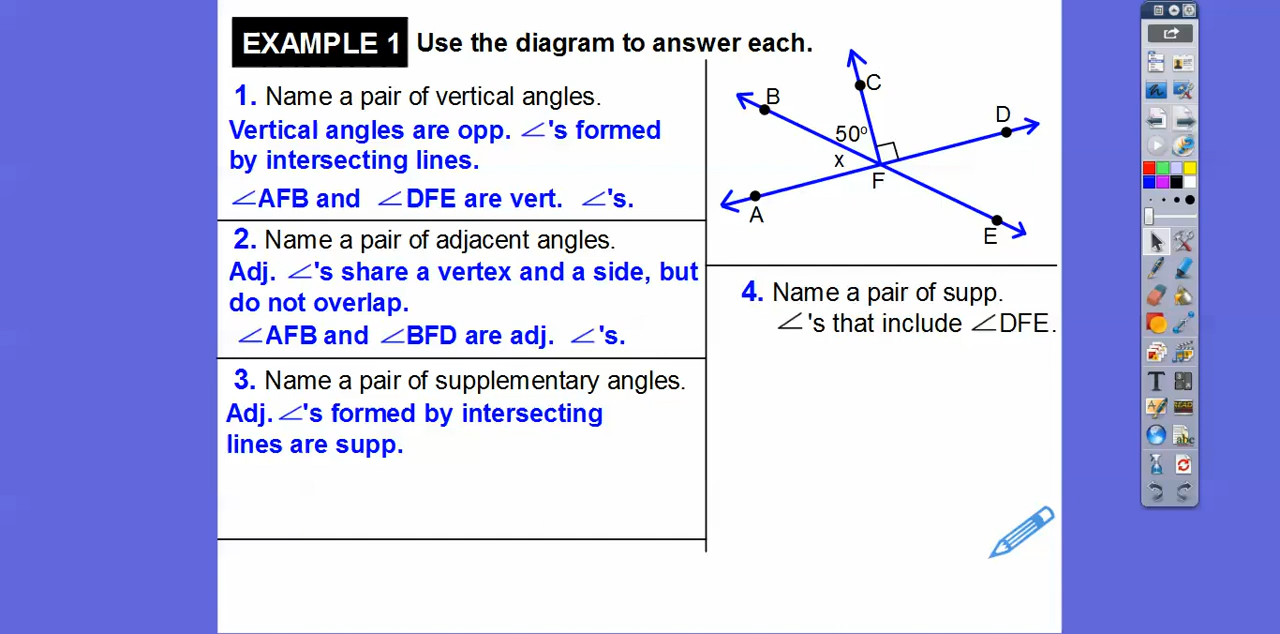 EXAMPLE 1 Use the diagram to answer each.
1. Name a pair of vertical angles.
Vertical angles are opp. ∠'s formed
by intersecting lines.
∠AFB and ∠DFE are vert. ∠'s.
2. Name a pair of adjacent angles.
Adj. ∠'s share a vertex and a side, but
do not overlap.
∠AFB and ∠BFD are adj. ∠'s.
3. Name a pair of supplementary angles.
Adj. ∠'s formed by intersecting
lines are supp.
C
B
D
50º
x
F
A
E
4. Name a pair of supp.
∠'s that include ∠DFE.
T
abc